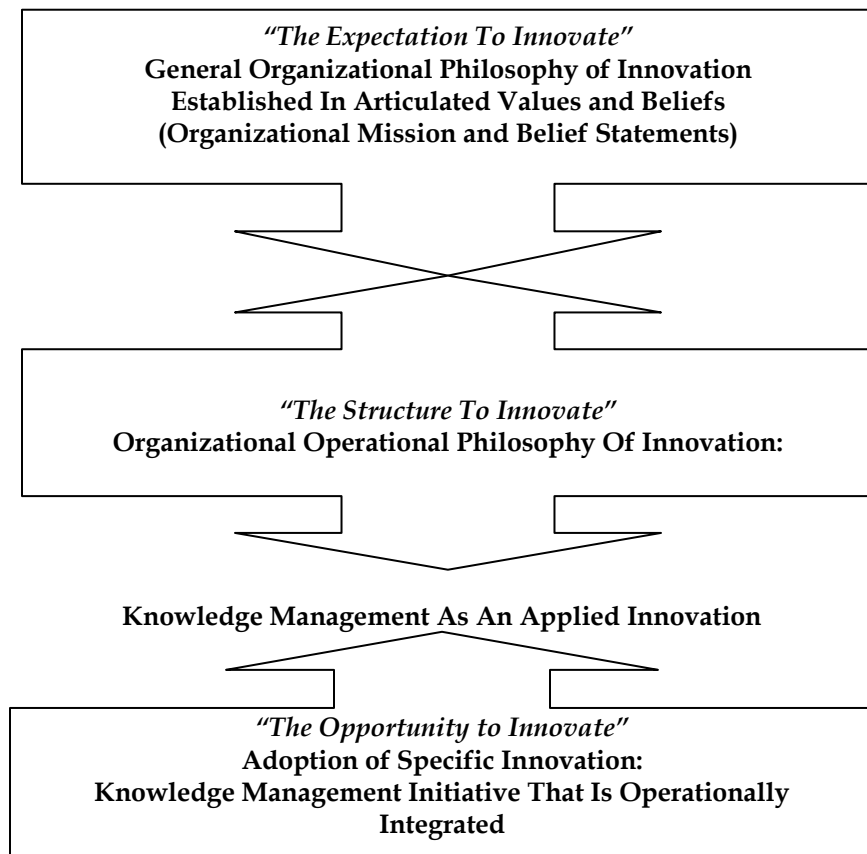 “The Expectation To Innovate”
General Organizational Philosophy of Innovation
Established In Articulated Values and Beliefs
(Organizational Mission and Belief Statements)
“The Structure To Innovate”
Organizational Operational Philosophy Of Innovation:
Knowledge Management As An Applied Innovation
“The Opportunity to Innovate”
Adoption of Specific Innovation:
Knowledge Management Initiative That Is Operationally
Integrated